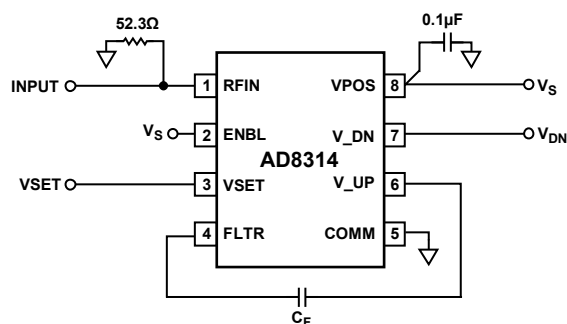 52.3Ω
0.1µF
INPUT
1 RFIN VPOS 8
VS
VS
2 ENBL V_DN 7
VDN
AD8314
VSET
3 VSET V_UP 6
4 FLTR COMM 5
CF